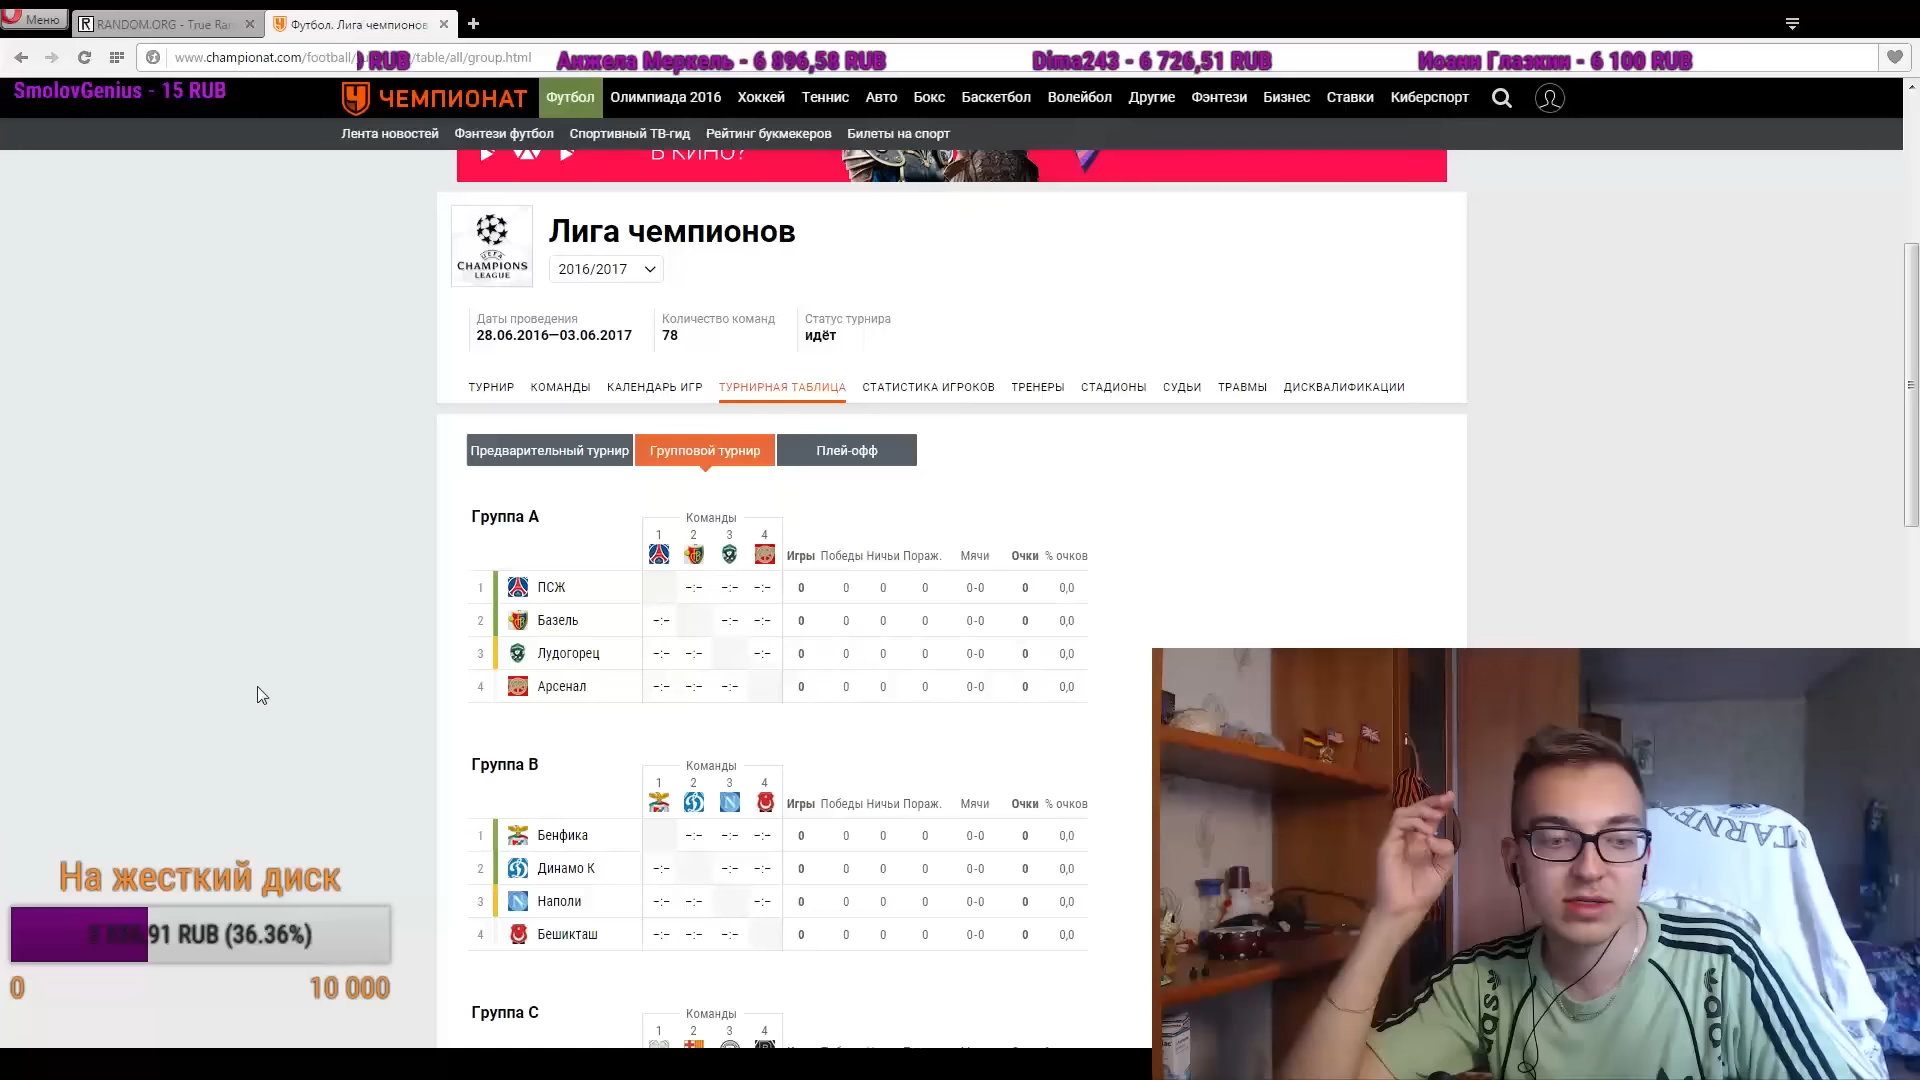 Меню
RANDOM.ORG - True Ran
Футбол. Лига чемпионов
www.championat.com/football/
/table/all/group.html
RUB
Анжела Меркель - 6 896,58 RUB
Dima243 - 6 726,51 RUB
Иоанн Глазкин - 6 100 RUB
SmolovGenius - 15 RUB
ЧЕМПИОНАТ
Футбол Олимпиада 2016 Хоккей Теннис Авто Бокс Баскетбол Волейбол Другие Фэнтези Бизнес Ставки Киберспорт
Лента новостей Фэнтези футбол Спортивный ТВ-гид Рейтинг букмекеров Билеты на спорт
В КИНО?
UEFA
CHAMPIONS
LEAGUE
Лига чемпионов
2016/2017
Даты проведения Количество команд Статус турнира
28.06.2016—03.06.2017 78 идёт
ТУРНИР КОМАНДЫ КАЛЕНДАРЬ ИГР ТУРНИРНАЯ ТАБЛИЦА СТАТИСТИКА ИГРОКОВ ТРЕНЕРЫ СТАДИОНЫ СУДЬИ ТРАВМЫ ДИСКВАЛИФИКАЦИИ
Предварительный турнир Групповой турнир Плей-офф
Группа A
Команды
1 2 3 4
Игры Победы Ничьи Пораж. Мячи Очки % очков
1 ПСЖ –:– –:– –:– 0 0 0 0 0-0 0 0,0
2 Базель –:– –:– –:– 0 0 0 0 0-0 0 0,0
3 Лудогорец –:– –:– –:– 0 0 0 0 0-0 0 0,0
4 Арсенал –:– –:– –:– 0 0 0 0 0-0 0 0,0
Группа B
Команды
1 2 3 4
Игры Победы Ничьи Пораж. Мячи Очки % очков
1 Бенфика –:– –:– –:– 0 0 0 0 0-0 0 0,0
2 Динамо К –:– –:– –:– 0 0 0 0 0-0 0 0,0
3 Наполи –:– –:– –:– 0 0 0 0 0-0 0 0,0
4 Бешикташ –:– –:– –:– 0 0 0 0 0-0 0 0,0
Группа C
Команды
1 2 3 4
На жесткий диск
91 RUB (36.36%)
0 10 000